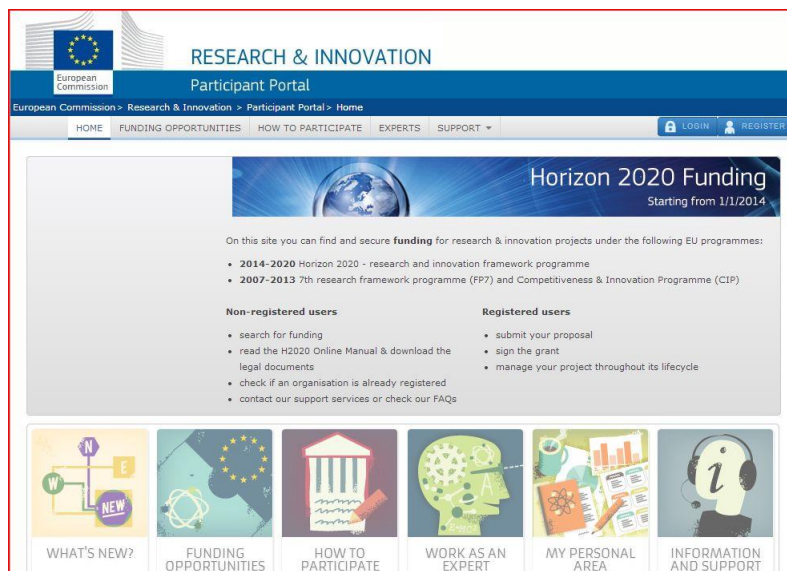 European
Commission
RESEARCH & INNOVATION
Participant Portal
European Commission > Research & Innovation > Participant Portal > Home
HOME FUNDING OPPORTUNITIES HOW TO PARTICIPATE EXPERTS SUPPORT LOGIN REGISTER
Horizon 2020 Funding
Starting from 1/1/2014
On this site you can find and secure funding for research & innovation projects under the following EU programmes:
• 2014-2020 Horizon 2020 - research and innovation framework programme
• 2007-2013 7th research framework programme (FP7) and Competitiveness & Innovation Programme (CIP)
Non-registered users
• search for funding
• read the H2020 Online Manual & download the
legal documents
• check if an organisation is already registered
• contact our support services or check our FAQs
Registered users
• submit your proposal
• sign the grant
• manage your project throughout its lifecycle
N
E
W
NEW
A
i
WHAT'S NEW?
FUNDING
OPPORTUNITIES
HOW TO
PARTICIPATE
WORK AS AN
EXPERT
MY PERSONAL
AREA
INFORMATION
AND SUPPORT